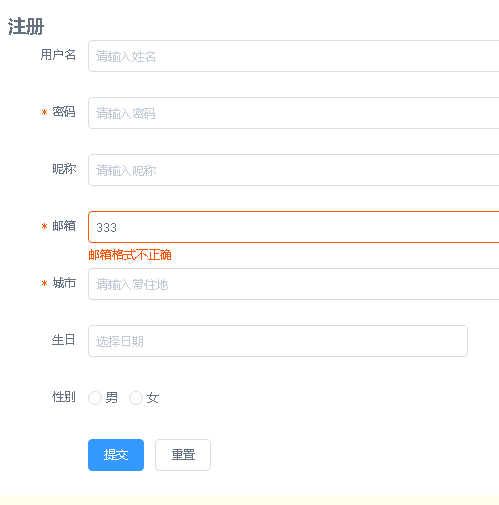 注册
用户名 请输入姓名
* 密码 请输入密码
昵称 请输入昵称
* 邮箱 333
邮箱格式不正确
* 城市 请输入常住地
生日 选择日期
性别 男 女
提交 重置